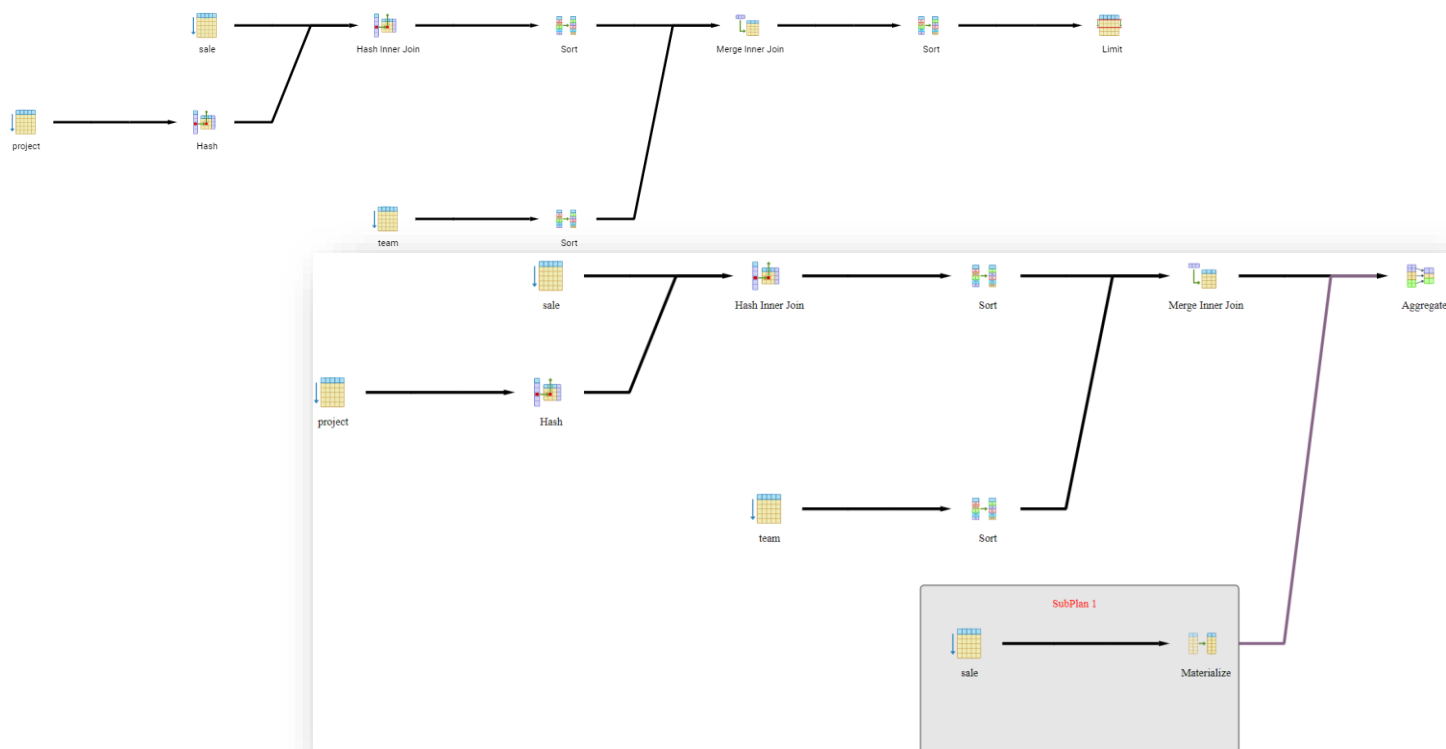 sale
Hash Inner Join
Sort
Merge Inner Join
Sort
Limit
project
Hash
team
Sort
sale
Hash Inner Join
Sort
Merge Inner Join
Aggregate
project
Hash
team
Sort
SubPlan 1
sale
Materialize